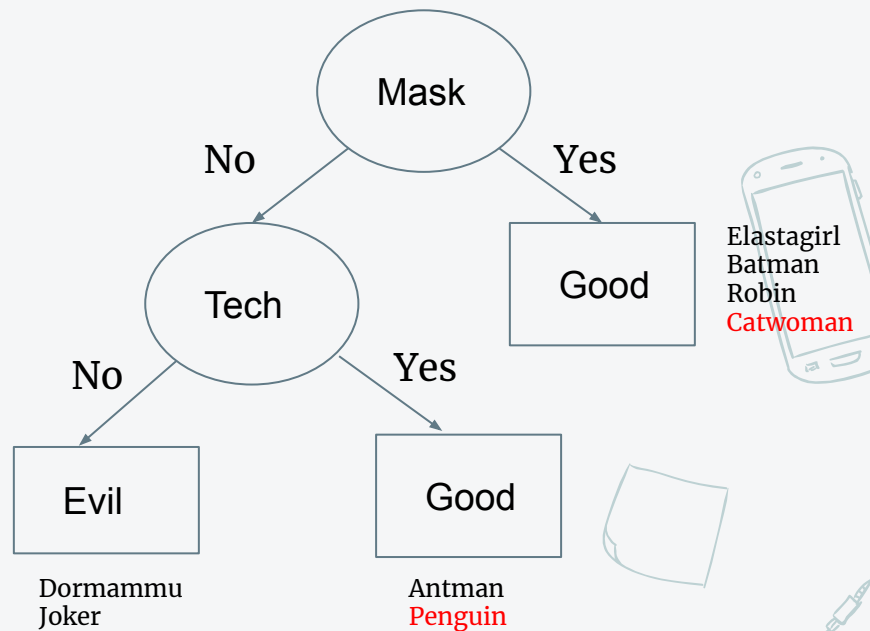 Mask
No
Yes
Tech
Good
Elastagirl
Batman
Robin
Catwoman
No
Yes
Evil
Good
Dormammu
Joker
Antman
Penguin